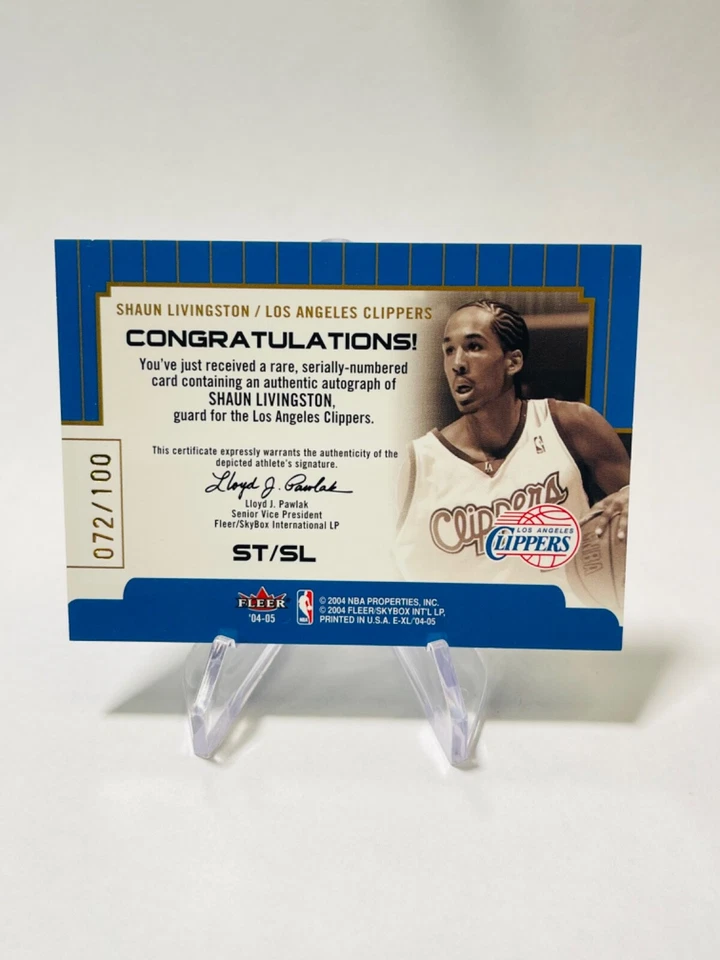 SHAUN LIVINGSTON / LOS ANGELES CLIPPERS
CONGRATULATIONS!
You've just received a rare, serially-numbered
card containing an authentic autograph of
SHAUN LIVINGSTON,
guard for the Los Angeles Clippers.
This certificate expressly warrants the authenticity of the
depicted athlete's signature.
Lloyd J. Pawlak
Lloyd J. Pawlak
Senior Vice President
Fleer/SkyBox International LP
ST/SL
072/100
Clippers
LOS ANGELES
CLIPPERS
FLEER
'04-05
NBA
© 2004 NBA PROPERTIES, INC.
© 2004 FLEER/SKYBOX INT'L LP,
PRINTED IN U.S.A. E-XL/'04-05